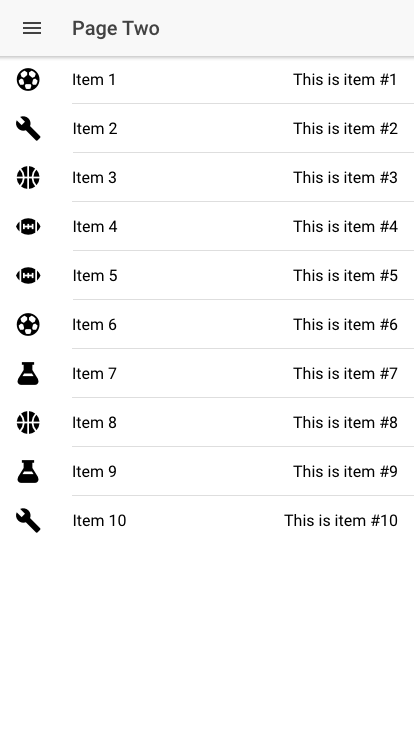 Page Two
Item 1 This is item #1
Item 2 This is item #2
Item 3 This is item #3
Item 4 This is item #4
Item 5 This is item #5
Item 6 This is item #6
Item 7 This is item #7
Item 8 This is item #8
Item 9 This is item #9
Item 10 This is item #10